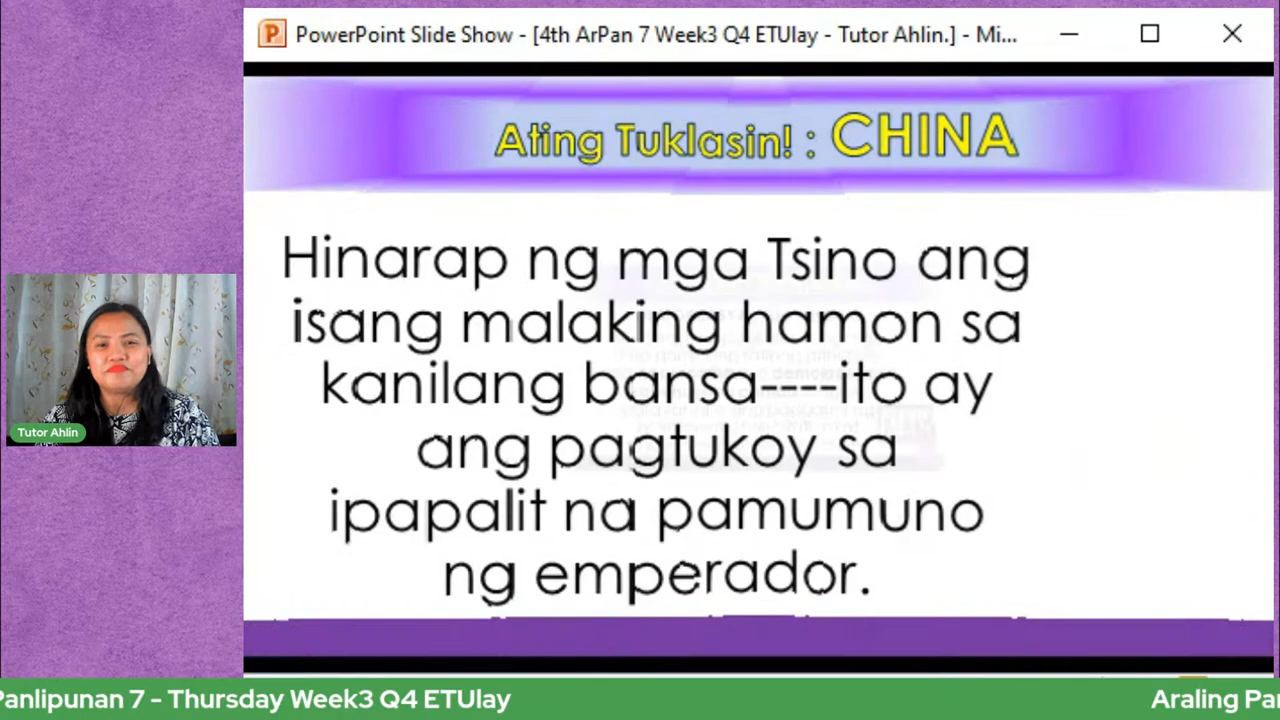 PowerPoint Slide Show - [4th ArPan 7 Week3 Q4 ETUlay - Tutor Ahlin.] - Mi...
Ating Tuklasin! : CHINA
Hinarap ng mga Tsino ang
isang malaking hamon sa
kanilang bansa----ito ay
ang pagtukoy sa
ipapalit na pamumuno
ng emperador.
Tutor Ahlin
Panlipunan 7 - Thursday Week3 Q4 ETUlay
Araling Pan